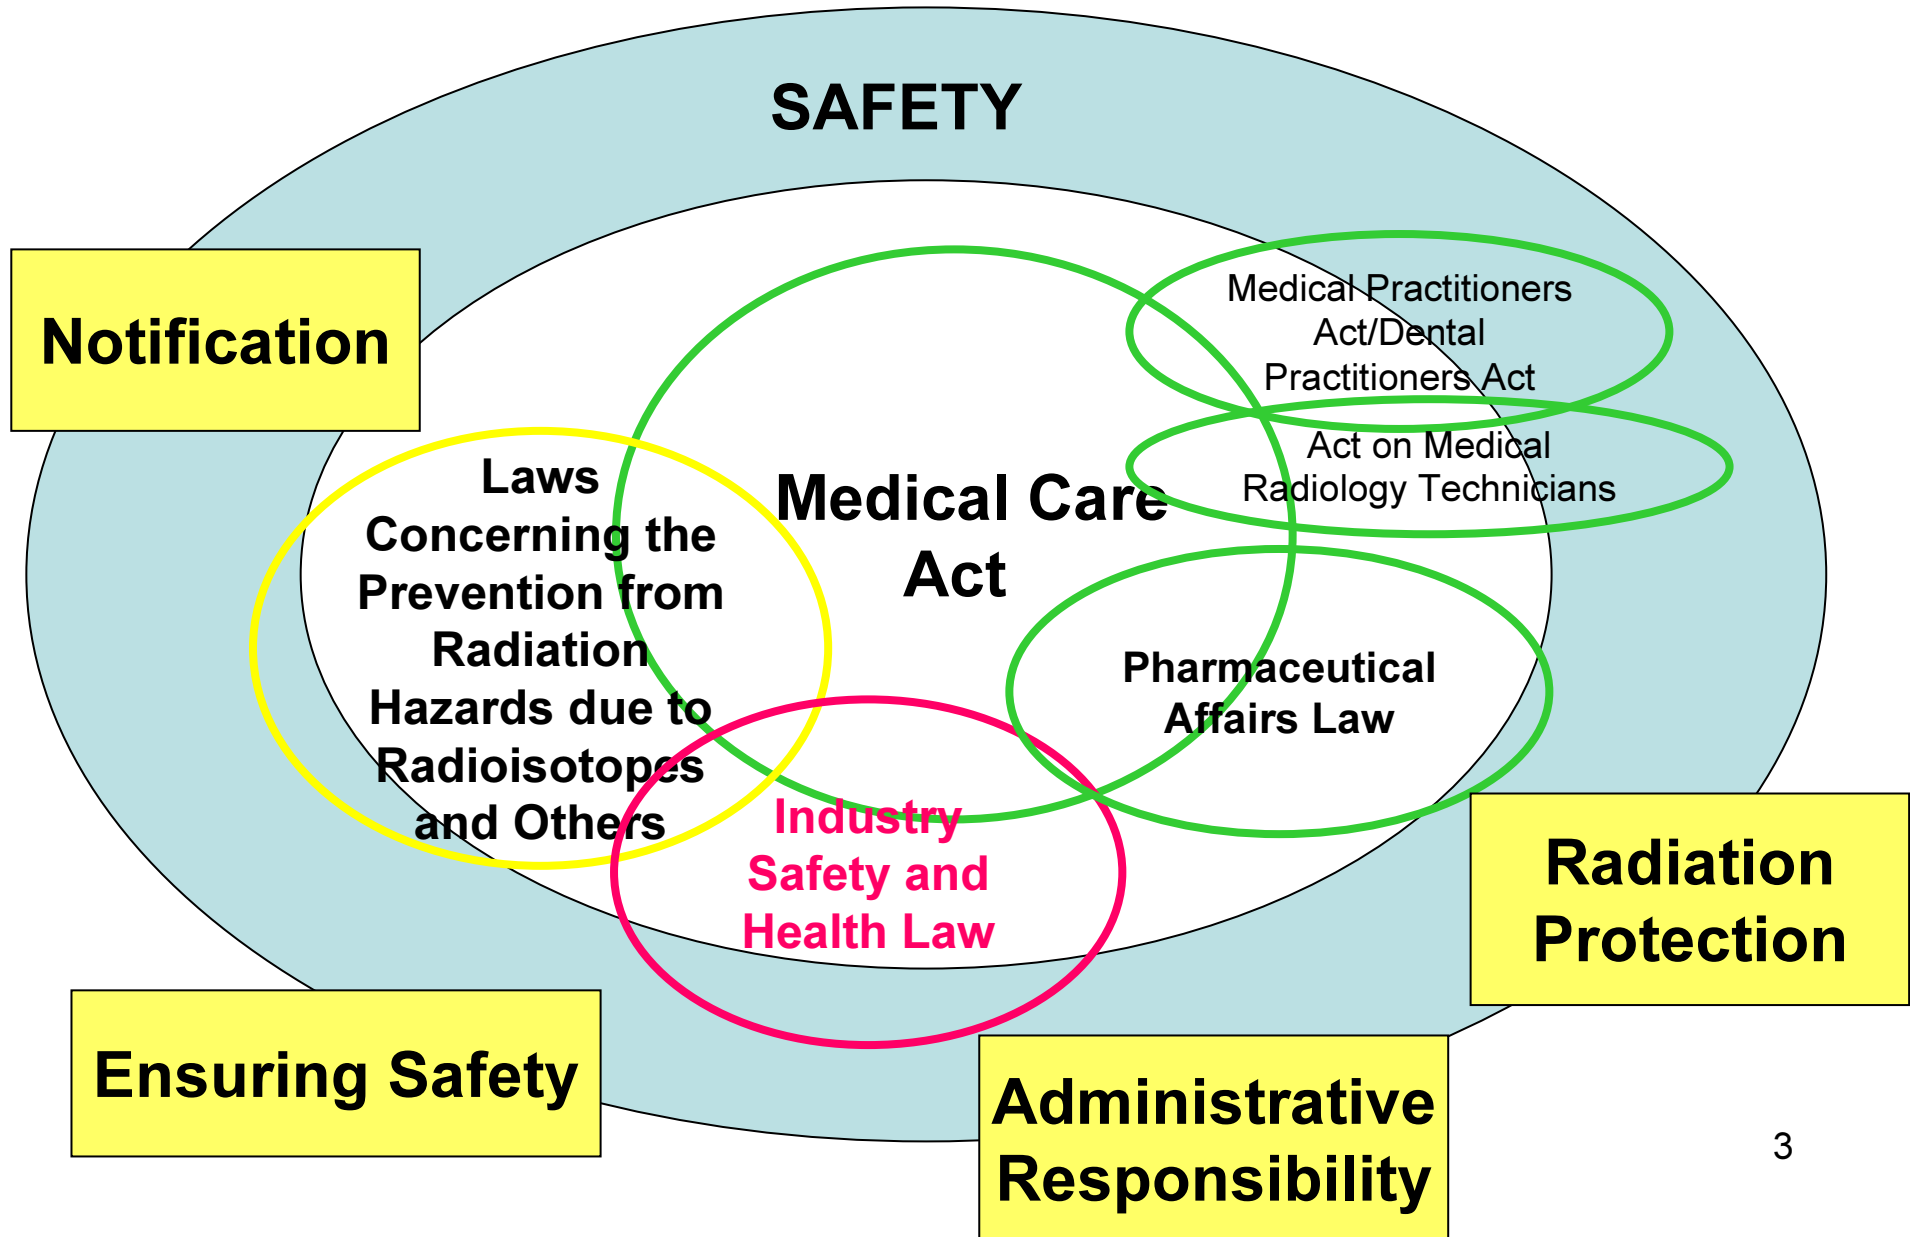 SAFETY
Notification
Medical Practitioners
Act/Dental
Practitioners Act
Act on Medical
Radiology Technicians
Medical Care
Act
Laws
Concerning the
Prevention from
Radiation
Hazards due to
Radioisotopes
and Others
Pharmaceutical
Affairs Law
Industry
Safety and
Health Law
Radiation
Protection
Ensuring Safety
Administrative
Responsibility
3